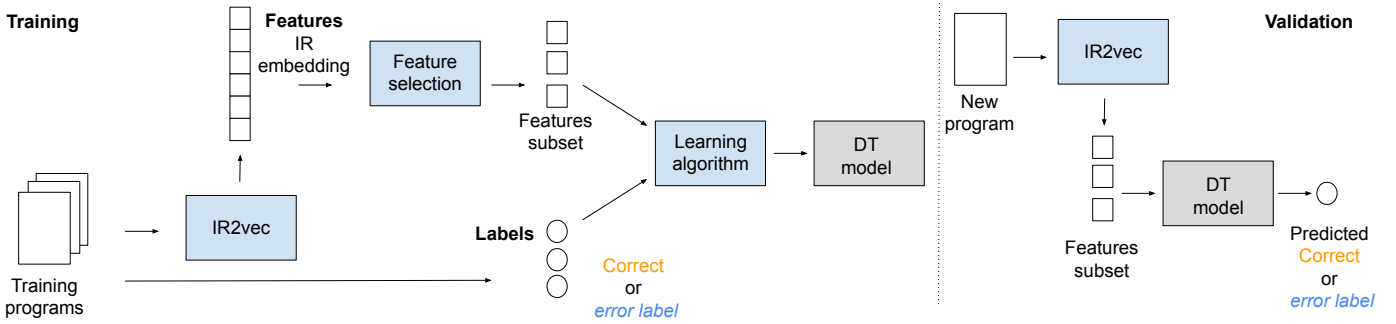 Training
Features
IR
embedding
Feature
selection
Features
subset
Learning
algorithm
DT
model
IR2vec
Training
programs
Labels
Correct
or
error label
Validation
New
program
IR2vec
Features
subset
DT
model
Predicted
Correct
or
error label